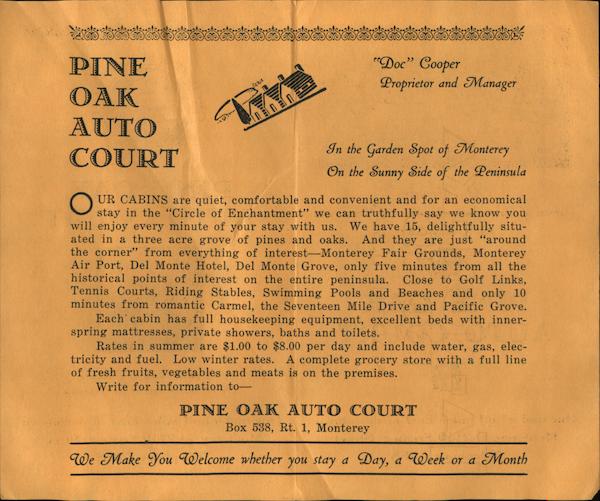 PINE
OAK
AUTO
COURT
"Doc" Cooper
Proprietor and Manager
In the Garden Spot of Monterey
On the Sunny Side of the Peninsula
OUR CABINS are quiet, comfortable and convenient and for an economical
stay in the "Circle of Enchantment" we can truthfully say we know you
will enjoy every minute of your stay with us. We have 15, delightfully situ-
ated in a three acre grove of pines and oaks. And they are just "around
the corner" from everything of interest—Monterey Fair Grounds, Monterey
Air Port, Del Monte Hotel, Del Monte Grove, only five minutes from all the
historical points of interest on the entire peninsula. Close to Golf Links,
Tennis Courts, Riding Stables, Swimming Pools and Beaches and only 10
minutes from romantic Carmel, the Seventeen Mile Drive and Pacific Grove.
Each cabin has full housekeeping equipment, excellent beds with inner-
spring mattresses, private showers, baths and toilets.
Rates in summer are $1.00 to $8.00 per day and include water, gas, elec-
tricity and fuel. Low winter rates. A complete grocery store with a full line
of fresh fruits, vegetables and meats is on the premises.
Write for information to—
PINE OAK AUTO COURT
Box 538, Rt. 1, Monterey
We Make You Welcome whether you stay a Day, a Week or a Month